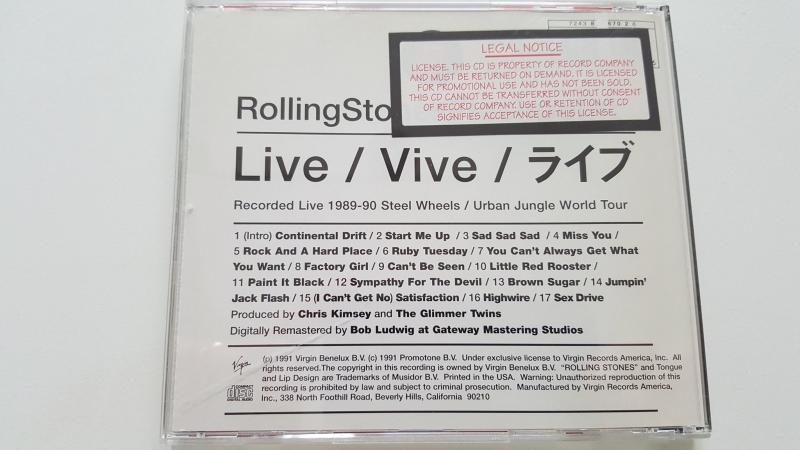 7243 8
670 2 6
LEGAL NOTICE
LICENSE. THIS CD IS PROPERTY OF RECORD COMPANY
AND MUST BE RETURNED ON DEMAND. IT IS LICENSED
FOR PROMOTIONAL USE AND HAS NOT BEEN SOLD.
THIS CD CANNOT BE TRANSFERRED WITHOUT CONSENT
OF RECORD COMPANY. USE OR RETENTION OF CD
SIGNIFIES ACCEPTANCE OF THIS LICENSE.
RollingSto
Live / Vive / ライブ
Recorded Live 1989-90 Steel Wheels / Urban Jungle World Tour
1 (Intro) Continental Drift / 2 Start Me Up / 3 Sad Sad Sad / 4 Miss You /
5 Rock And A Hard Place / 6 Ruby Tuesday / 7 You Can't Always Get What
You Want / 8 Factory Girl / 9 Can't Be Seen / 10 Little Red Rooster /
11 Paint It Black / 12 Sympathy For The Devil / 13 Brown Sugar / 14 Jumpin'
Jack Flash / 15 (I Can't Get No) Satisfaction / 16 Highwire / 17 Sex Drive
Produced by Chris Kimsey and The Glimmer Twins
Digitally Remastered by Bob Ludwig at Gateway Mastering Studios
Virgin
COMPACT
disc
DIGITAL AUDIO
(p) 1991 Virgin Benelux B.V. (c) 1991 Promotone B.V. Under exclusive license to Virgin Records America, Inc. All
rights reserved.The copyright in this recording is owned by Virgin Benelux B.V. "ROLLING STONES" and Tongue
and Lip Design are Trademarks of Musidor B.V. Printed in the USA. Warning: Unauthorized reproduction of this
recording is prohibited by law and subject to criminal prosecution. Manufactured by Virgin Records America,
Inc., 338 North Foothill Road, Beverly Hills, California 90210